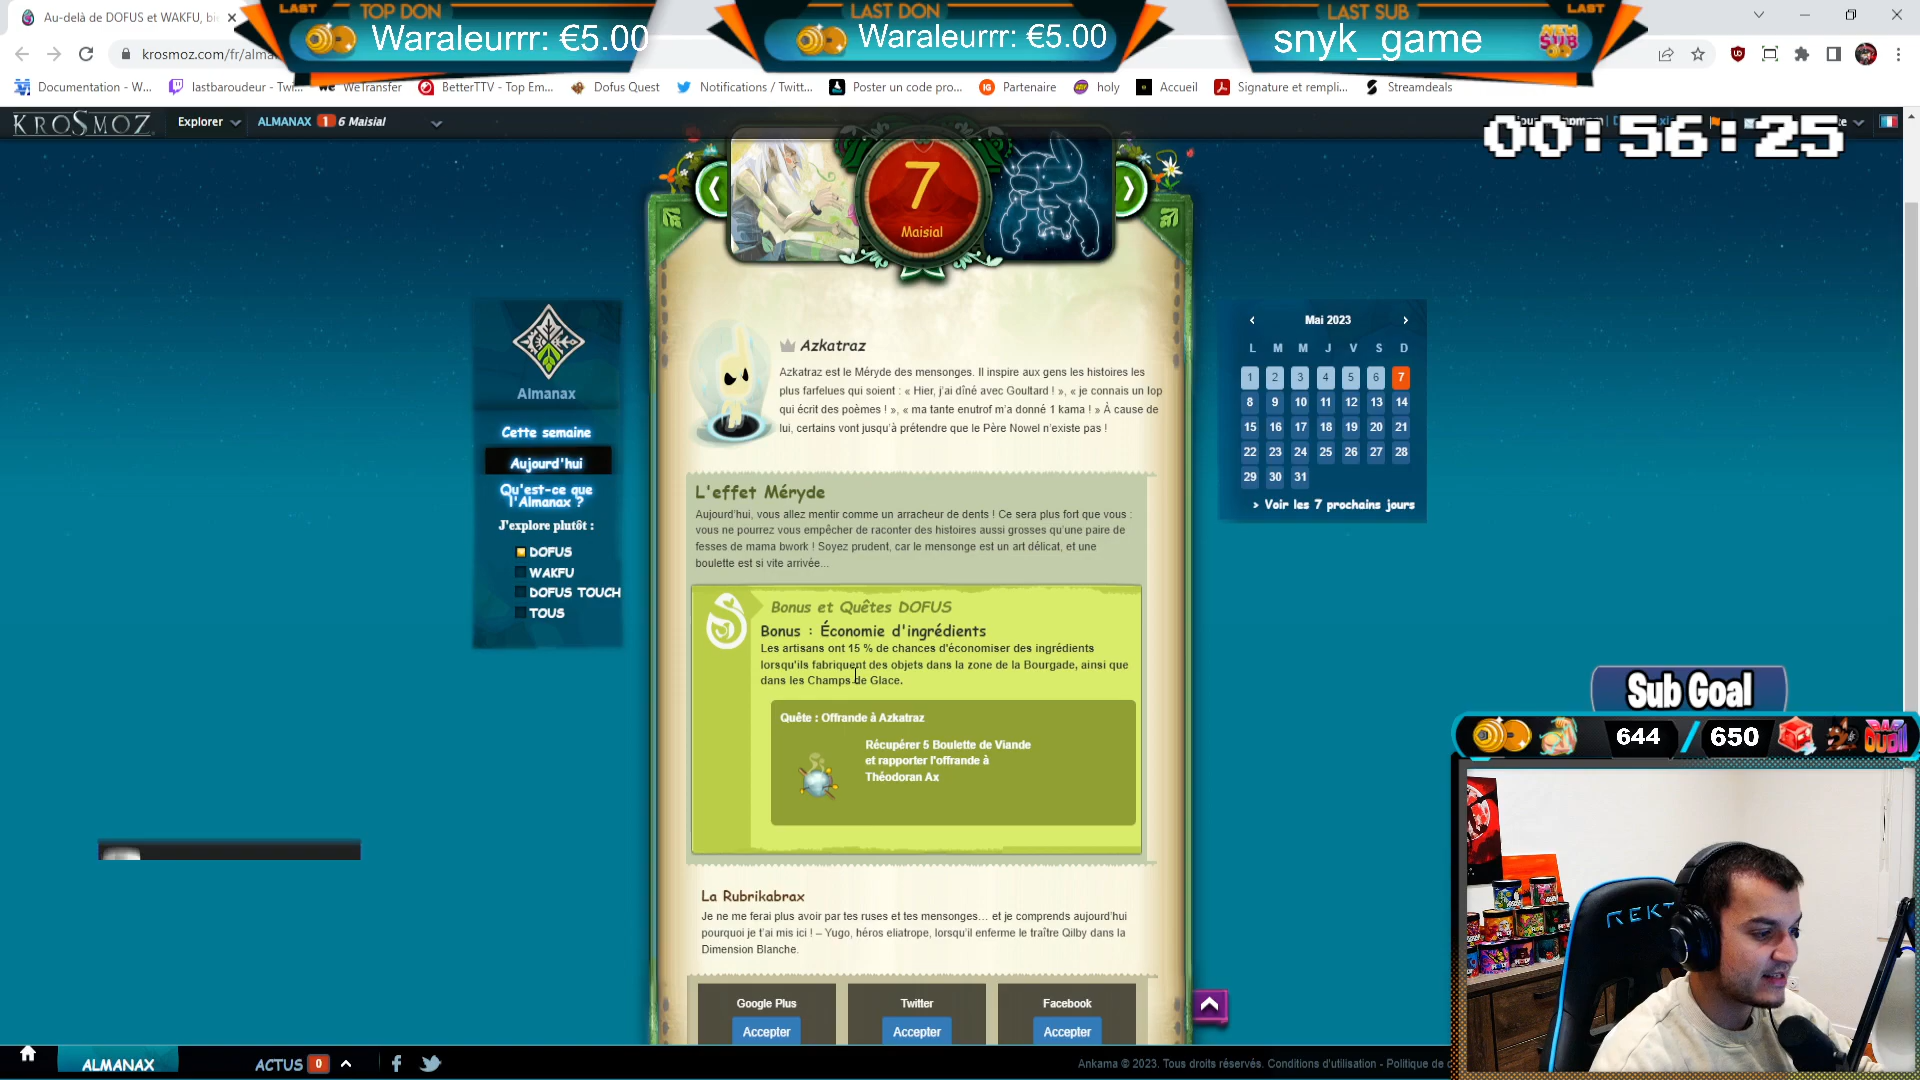 Au-delà de DOFUS et WAKFU, bi
LAST
TOP DON
Waraleurrr: €5.00
LAST DON
Waraleurrr: €5.00
LAST SUB
snyk_game
LAST
NEW SUB
krosmoz.com/fr/alma
Documentation - W...
lastbaroudeur - Twi...
WeTransfer
BetterTTV - Top Em...
Dofus Quest
Notifications / Twitt...
Poster un code pro...
Partenaire
holy
Accueil
Signature et rempli...
Streamdeals
KROSMOZ
Explorer
ALMANAX
1
6 Maisial
00:56:25
7
Maisial
Azkatraz
Azkatraz est le Méryde des mensonges. Il inspire aux gens les histoires les
plus farfelues qui soient : « Hier, j'ai dîné avec Goultard ! », « je connais un Iop
qui écrit des poèmes ! », « ma tante enutrof m'a donné 1 kama ! » À cause de
lui, certains vont jusqu'à prétendre que le Père Nowel n'existe pas !
Almanax
Cette semaine
Aujourd'hui
Qu'est-ce que
l'Almanax ?
J'explore plutôt :
DOFUS
WAKFU
DOFUS TOUCH
TOUS
Mai 2023
L M M J V S D
1 2 3 4 5 6 7
8 9 10 11 12 13 14
15 16 17 18 19 20 21
22 23 24 25 26 27 28
29 30 31
> Voir les 7 prochains jours
L'effet Méryde
Aujourd'hui, vous allez mentir comme un arracheur de dents ! Ce sera plus fort que vous :
vous ne pourrez vous empêcher de raconter des histoires aussi grosses qu'une paire de
fesses de mama bwork ! Soyez prudent, car le mensonge est un art délicat, et une
boulette est si vite arrivée...
Bonus et Quêtes DOFUS
Bonus : Économie d'ingrédients
Les artisans ont 15 % de chances d'économiser des ingrédients
lorsqu'ils fabriquent des objets dans la zone de la Bourgade, ainsi que
dans les Champs de Glace.
Quête : Offrande à Azkatraz
Récupérer 5 Boulette de Viande
et rapporter l'offrande à
Théodoran Ax
La Rubrikabrax
Je ne me ferai plus avoir par tes ruses et tes mensonges… et je comprends aujourd'hui
pourquoi je t'ai mis ici ! – Yugo, héros eliatrope, lorsqu'il enferme le traître Qilby dans la
Dimension Blanche.
Google Plus
Accepter
Twitter
Accepter
Facebook
Accepter
Sub Goal
644 / 650
REKT
ALMANAX
ACTUS
0
Ankama © 2023. Tous droits réservés. Conditions d'utilisation - Politique de c